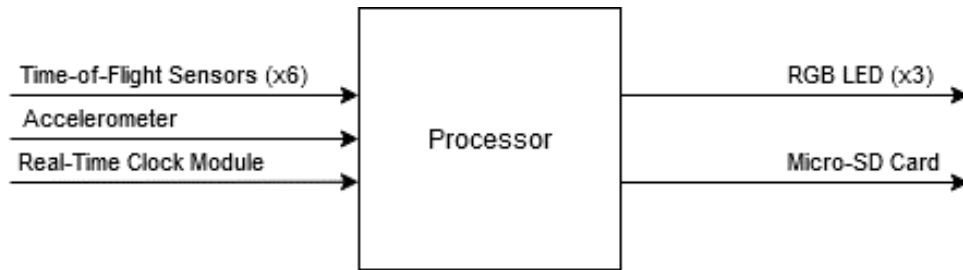 Time-of-Flight Sensors (x6)
Accelerometer
Real-Time Clock Module
Processor
RGB LED (x3)
Micro-SD Card